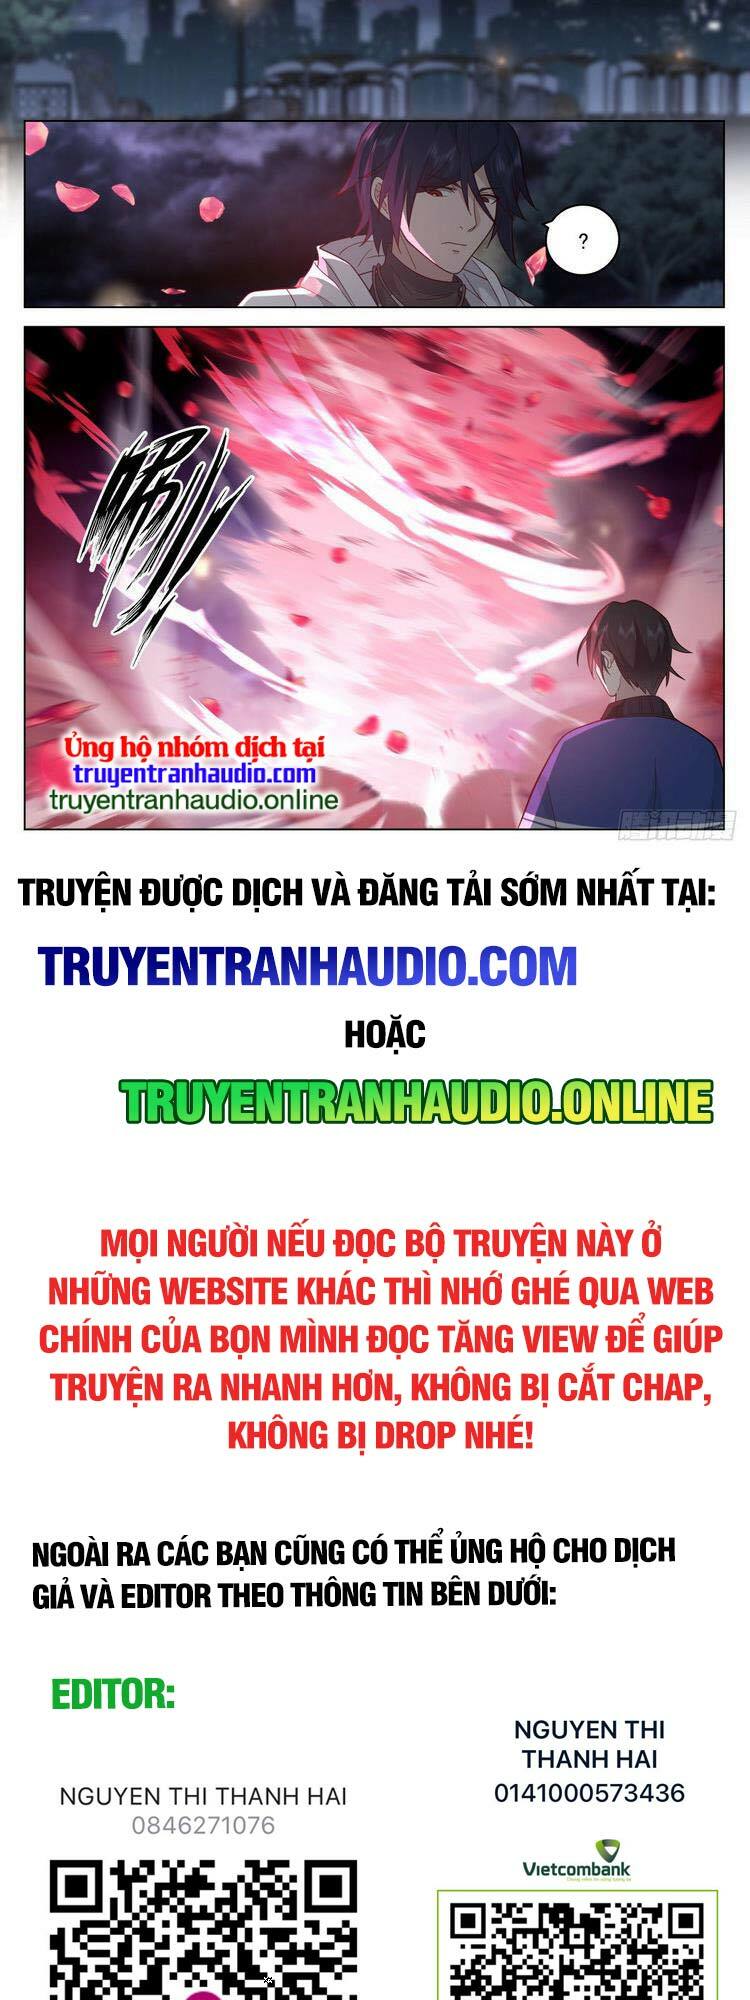 ?
Ủng hộ nhóm dịch tại
truyentranhaudio.com
truyentranhaudio.online
TRUYỆN ĐƯỢC DỊCH VÀ ĐĂNG TẢI SỚM NHẤT TẠI:
TRUYENTRANHAUDIO.COM
HOẶC
TRUYENTRANHAUDIO.ONLINE
MỌI NGƯỜI NẾU ĐỌC BỘ TRUYỆN NÀY Ở
NHỮNG WEBSITE KHÁC THÌ NHỚ GHÉ QUA WEB
CHÍNH CỦA BỌN MÌNH ĐỌC TĂNG VIEW ĐỂ GIÚP
TRUYỆN RA NHANH HƠN, KHÔNG BỊ CẮT CHAP,
KHÔNG BỊ DROP NHÉ!
NGOÀI RA CÁC BẠN CŨNG CÓ THỂ ỦNG HỘ CHO DỊCH
GIẢ VÀ EDITOR THEO THÔNG TIN BÊN DƯỚI:
EDITOR:
NGUYEN THI THANH HAI
0846271076
NGUYEN THI
THANH HAI
0141000573436
Vietcombank